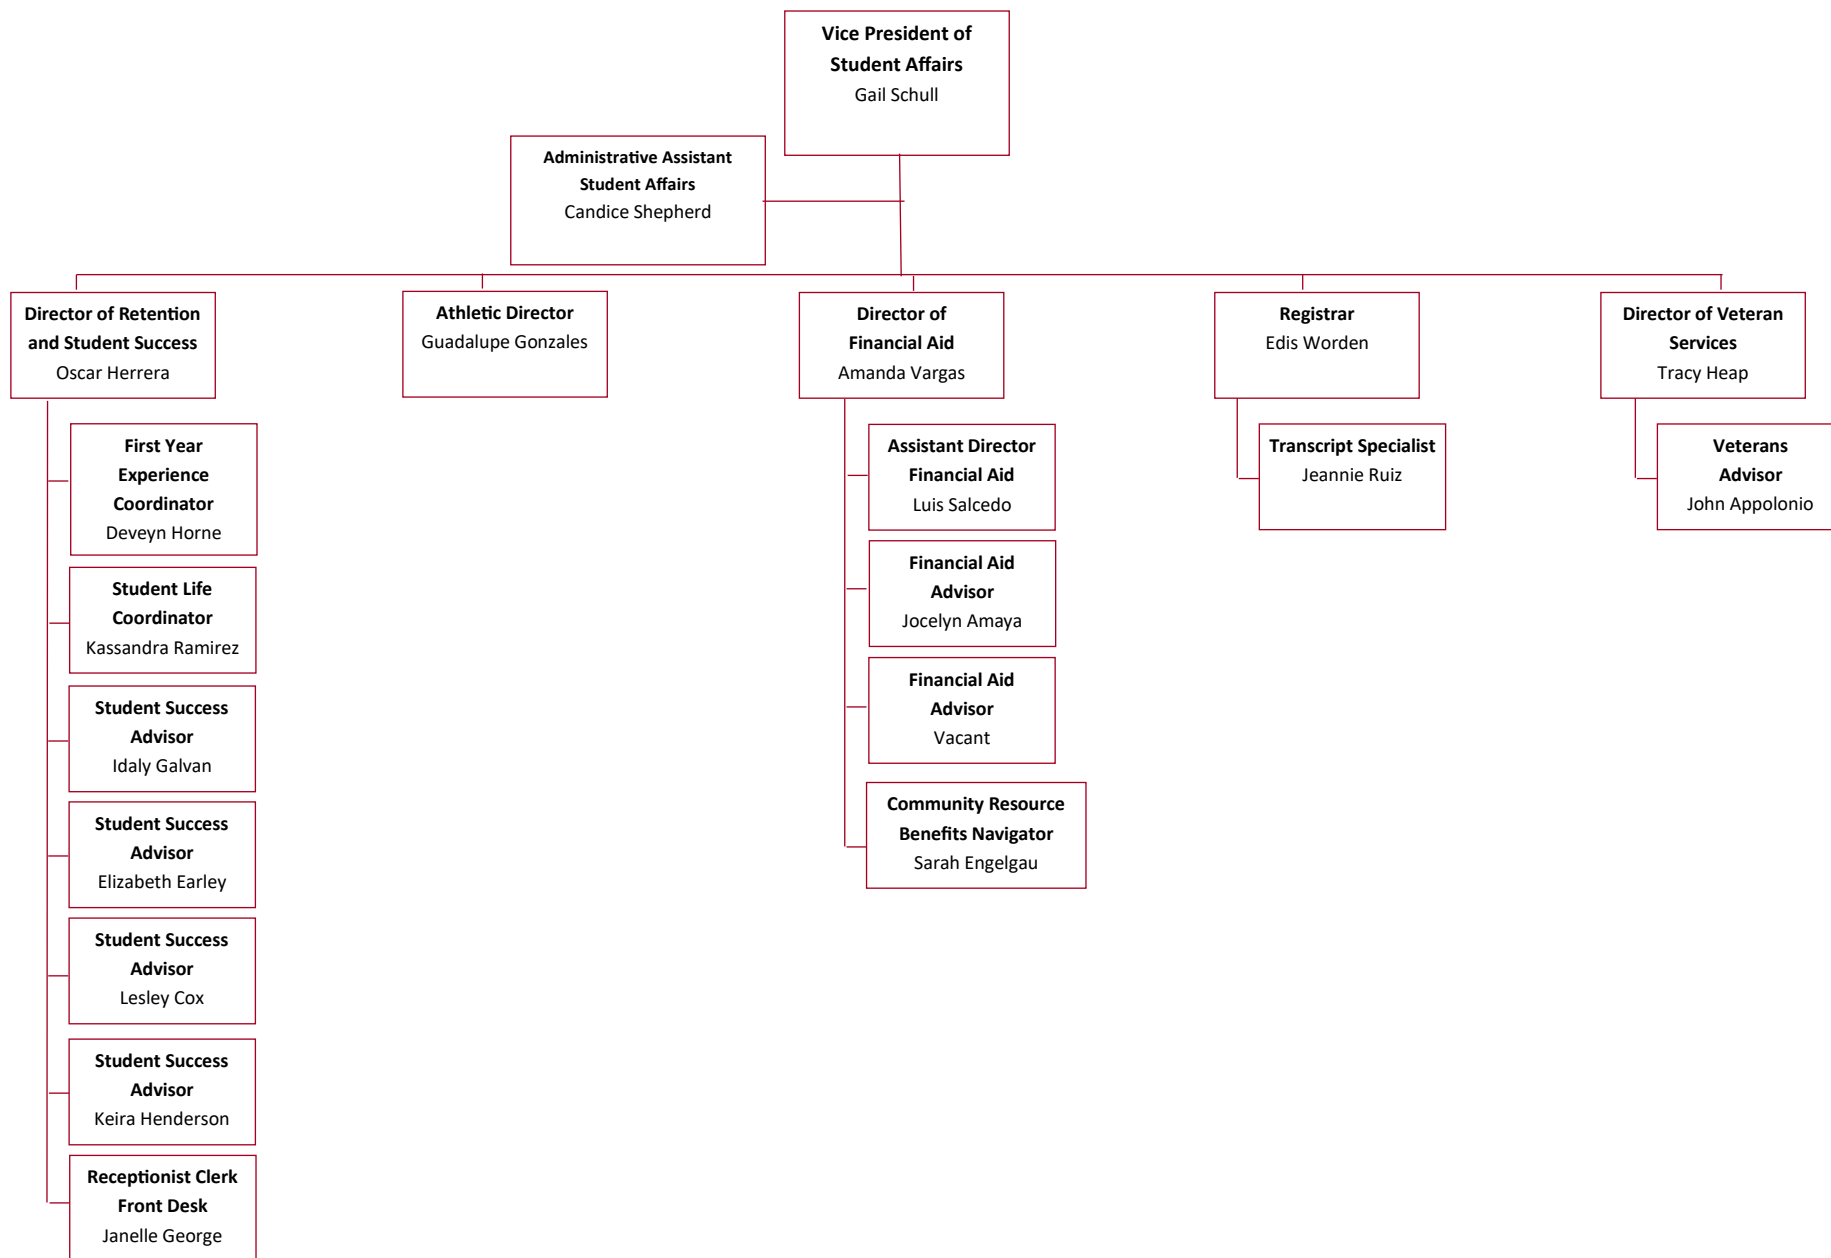 Vice President of
Student Affairs
Gail Schull
Administrative Assistant
Student Affairs
Candice Shepherd
Director of Retention
and Student Success
Oscar Herrera
Athletic Director
Guadalupe Gonzales
Director of
Financial Aid
Amanda Vargas
Registrar
Edis Worden
Director of Veteran
Services
Tracy Heap
First Year
Experience
Coordinator
Deveyn Horne
Student Life
Coordinator
Kassandra Ramirez
Student Success
Advisor
Idaly Galvan
Student Success
Advisor
Elizabeth Earley
Student Success
Advisor
Lesley Cox
Student Success
Advisor
Keira Henderson
Receptionist Clerk
Front Desk
Janelle George
Assistant Director
Financial Aid
Luis Salcedo
Financial Aid
Advisor
Jocelyn Amaya
Financial Aid
Advisor
Vacant
Community Resource
Benefits Navigator
Sarah Engelgau
Transcript Specialist
Jeannie Ruiz
Veterans
Advisor
John Appolonio